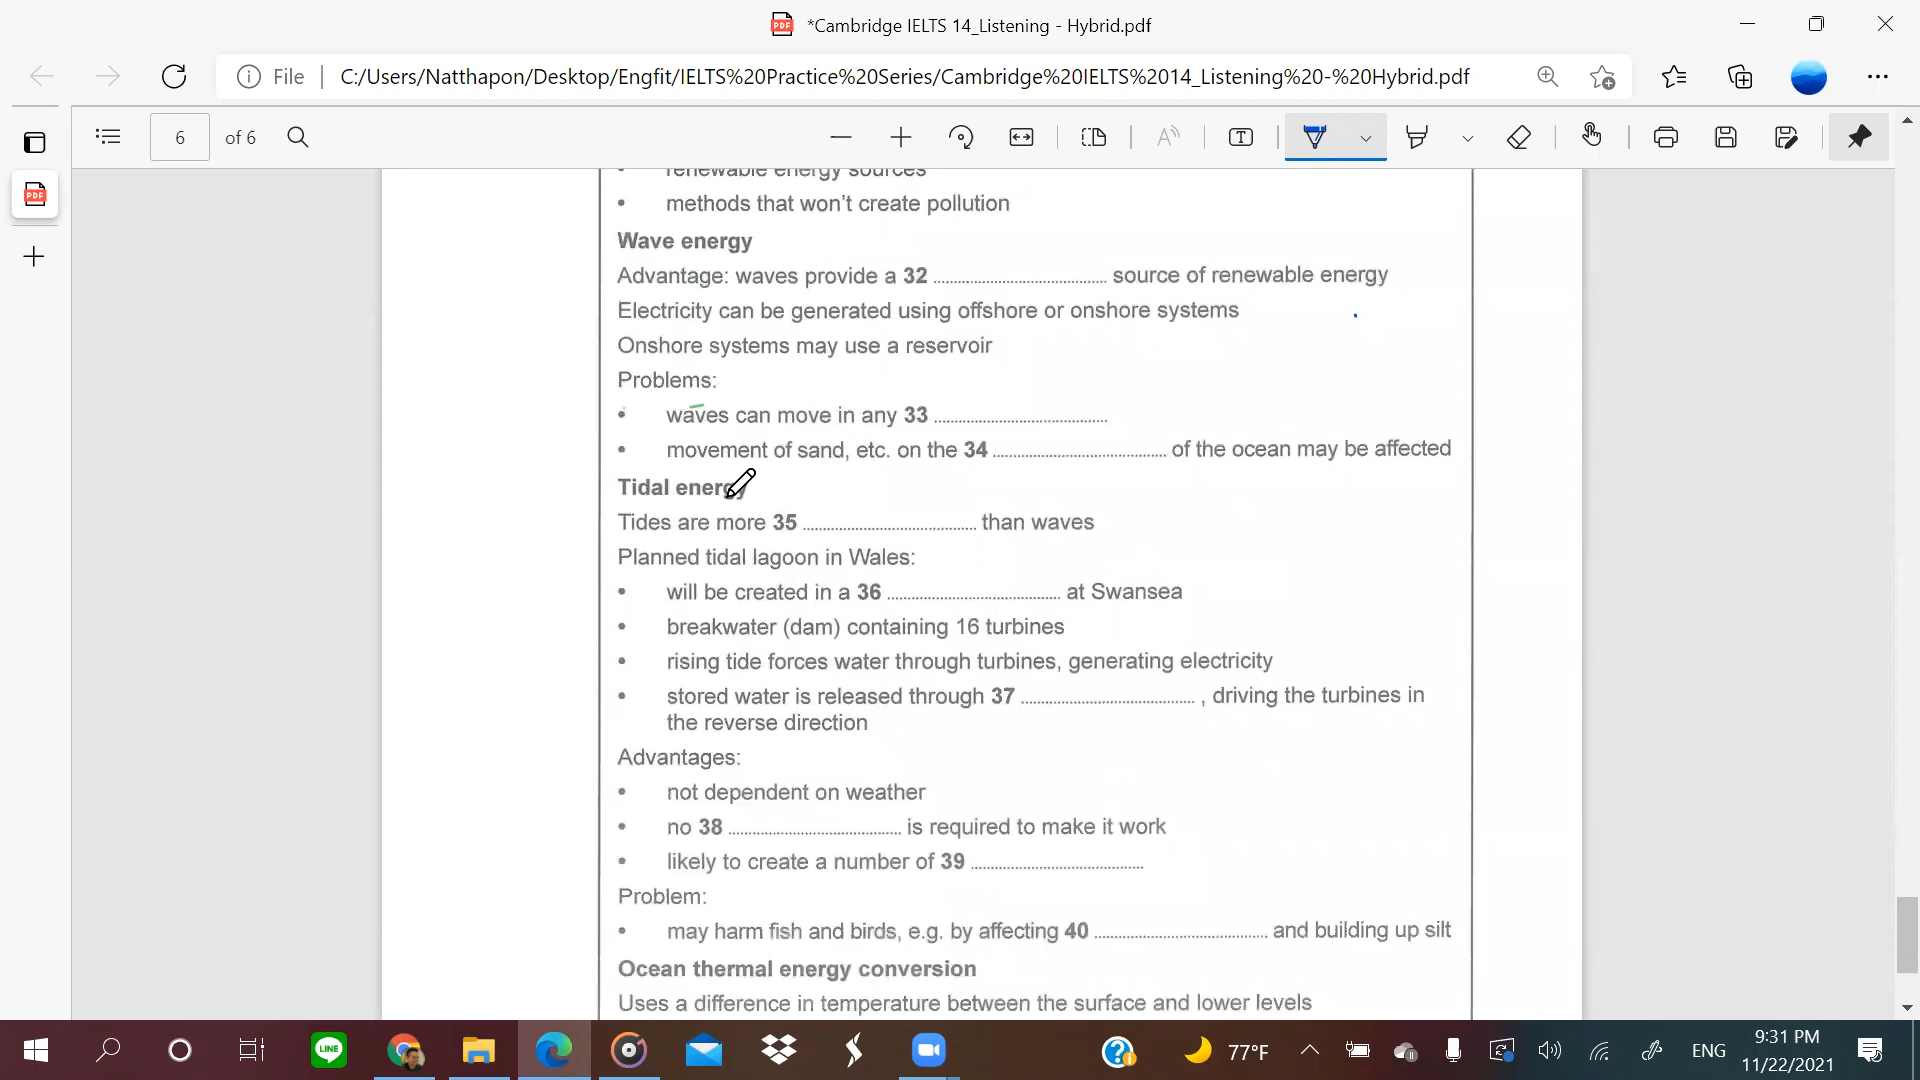 *Cambridge IELTS 14_Listening - Hybrid.pdf
File
C:/Users/Natthapon/Desktop/Engfit/IELTS%20Practice%20Series/Cambridge%20IELTS%2014_Listening%20-%20Hybrid.pdf
6 of 6
• renewable energy sources
• methods that won't create pollution
Wave energy
Advantage: waves provide a 32 .................................. source of renewable energy
Electricity can be generated using offshore or onshore systems
Onshore systems may use a reservoir
Problems:
• waves can move in any 33 ..................................
• movement of sand, etc. on the 34 .................................. of the ocean may be affected
Tidal energy
Tides are more 35 .................................. than waves
Planned tidal lagoon in Wales:
• will be created in a 36 .................................. at Swansea
• breakwater (dam) containing 16 turbines
• rising tide forces water through turbines, generating electricity
• stored water is released through 37 .................................. , driving the turbines in
the reverse direction
Advantages:
• not dependent on weather
• no 38 .................................. is required to make it work
• likely to create a number of 39 ..................................
Problem:
• may harm fish and birds, e.g. by affecting 40 .................................. and building up silt
Ocean thermal energy conversion
Uses a difference in temperature between the surface and lower levels
LINE
77°F
ENG
9:31 PM
11/22/2021